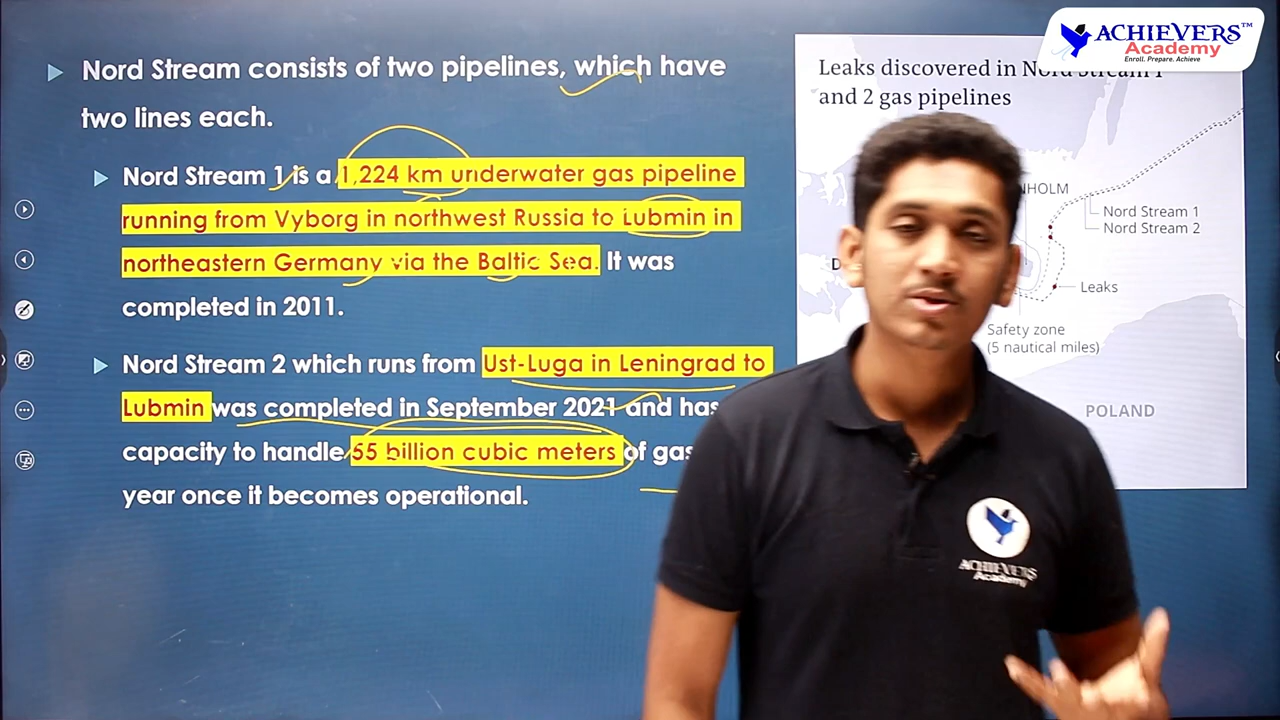 ACHIEVERS™
Academy
Enroll. Prepare. Achieve
Nord Stream consists of two pipelines, which have
two lines each.
Nord Stream 1 is a 1,224 km underwater gas pipeline
running from Vyborg in northwest Russia to Lubmin in
northeastern Germany via the Baltic Sea. It was
completed in 2011.
Nord Stream 2 which runs from Ust-Luga in Leningrad to
Lubmin was completed in September 2021 and has
capacity to handle 55 billion cubic meters of gas
year once it becomes operational.
Leaks discovered in Nord Stream 1
and 2 gas pipelines
Nord Stream 1
Nord Stream 2
Leaks
Safety zone
(5 nautical miles)
POLAND
ACHIEVERS
Academy